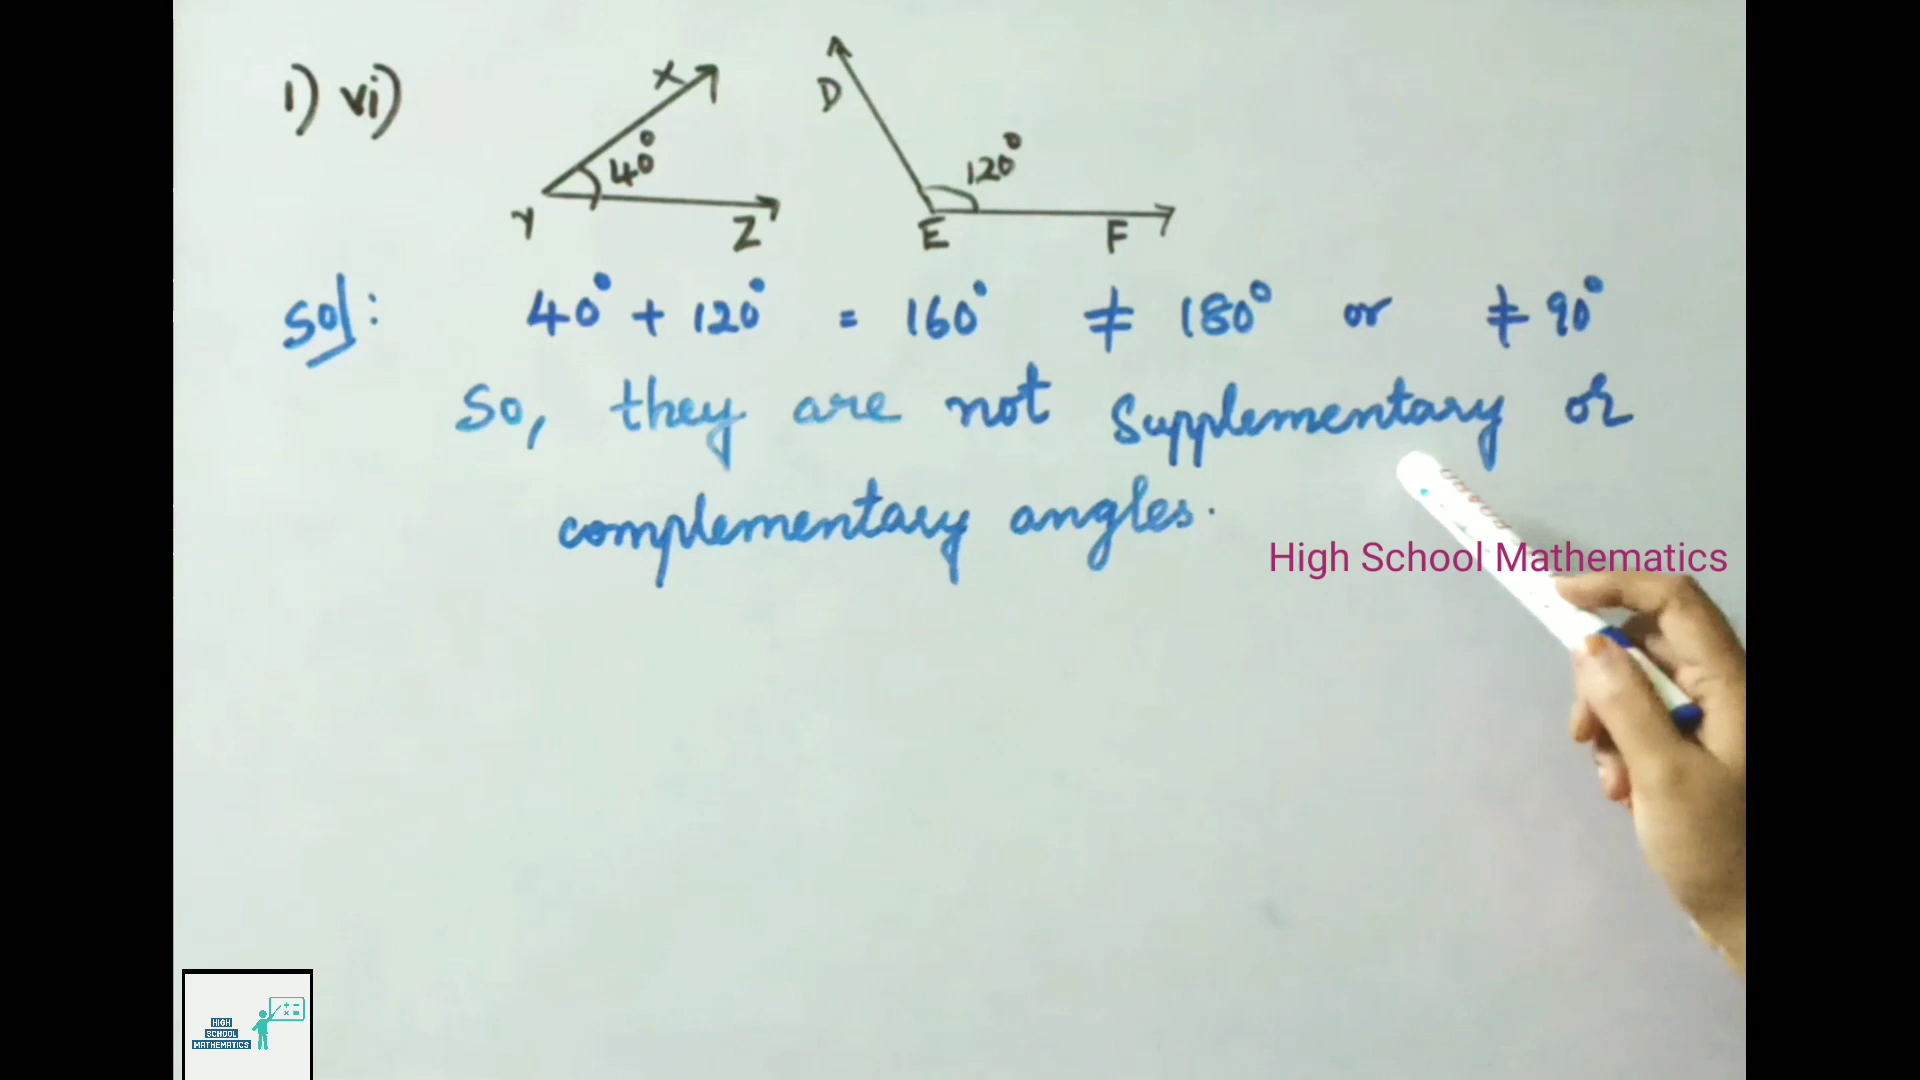 1) vi)
X
40°
Y
Z
D
120°
E
F
Sol:
40° + 120° = 160° ≠ 180° or ≠ 90°
So, they are not Supplementary or
complementary angles.
High School Mathematics
HIGH
SCHOOL
MATHEMATICS